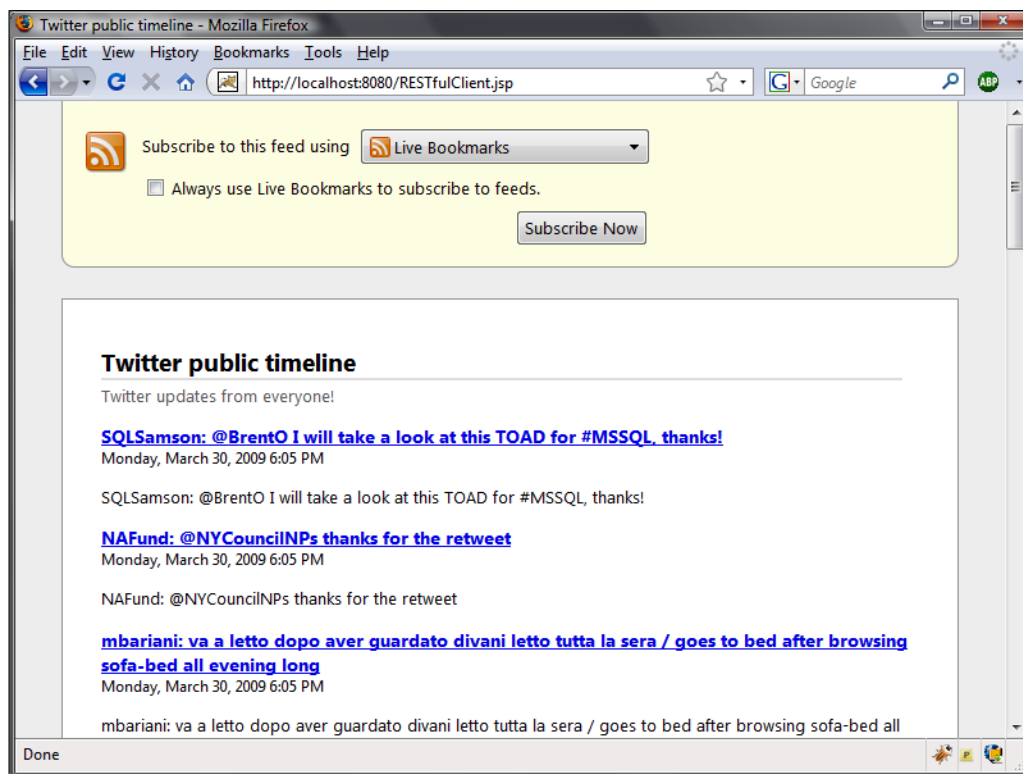 Twitter public timeline - Mozilla Firefox
File Edit View History Bookmarks Tools Help
http://localhost:8080/RESTfulClient.jsp
G Google
ABP
Subscribe to this feed using Live Bookmarks
Always use Live Bookmarks to subscribe to feeds.
Subscribe Now
Twitter public timeline
Twitter updates from everyone!
SQLSamson: @BrentO I will take a look at this TOAD for #MSSQL, thanks!
Monday, March 30, 2009 6:05 PM
SQLSamson: @BrentO I will take a look at this TOAD for #MSSQL, thanks!
NAFund: @NYCouncilNPs thanks for the retweet
Monday, March 30, 2009 6:05 PM
NAFund: @NYCouncilNPs thanks for the retweet
mbariani: va a letto dopo aver guardato divani letto tutta la sera / goes to bed after browsing
sofa-bed all evening long
Monday, March 30, 2009 6:05 PM
mbariani: va a letto dopo aver guardato divani letto tutta la sera / goes to bed after browsing sofa-bed all
Done